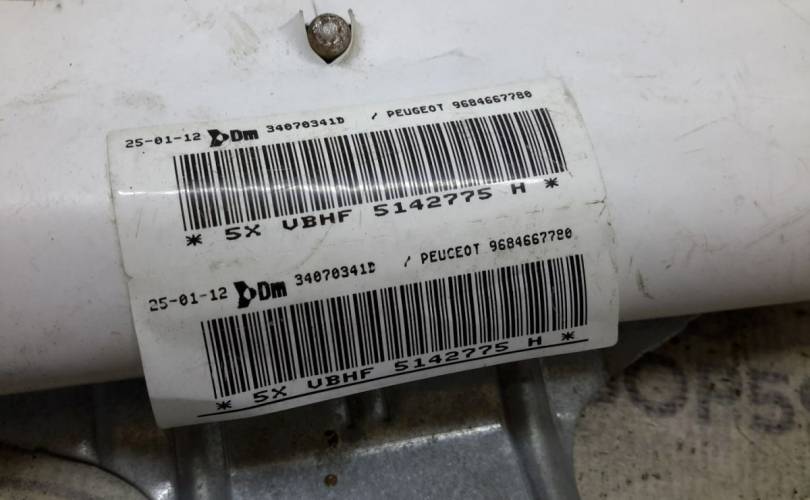 25-01-12 Dm 34070341D / PEUGEOT 9684667780
* 5X VBHF 5142775 H *
25-01-12 Dm 34070341D / PEUGEOT 9684667780
* 5X VBHF 5142775 H *